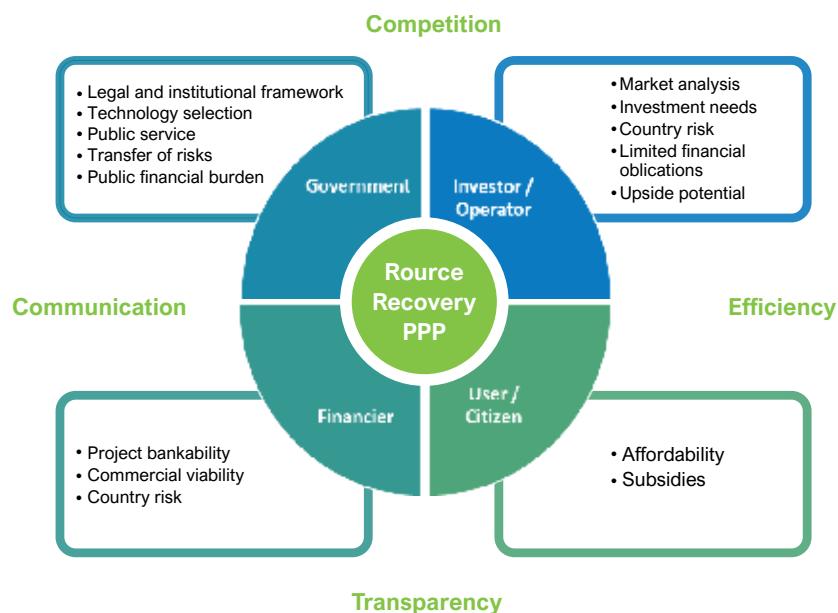 Competition
• Legal and institutional framework
• Technology selection
• Public service
• Transfer of risks
• Public financial burden
• Market analysis
• Investment needs
• Country risk
• Limited financial
oblications
• Upside potential
Government
Investor /
Operator
Communication
Rource
Recovery
PPP
Efficiency
Financier
User /
Citizen
• Project bankability
• Commercial viability
• Country risk
• Affordability
• Subsidies
Transparency